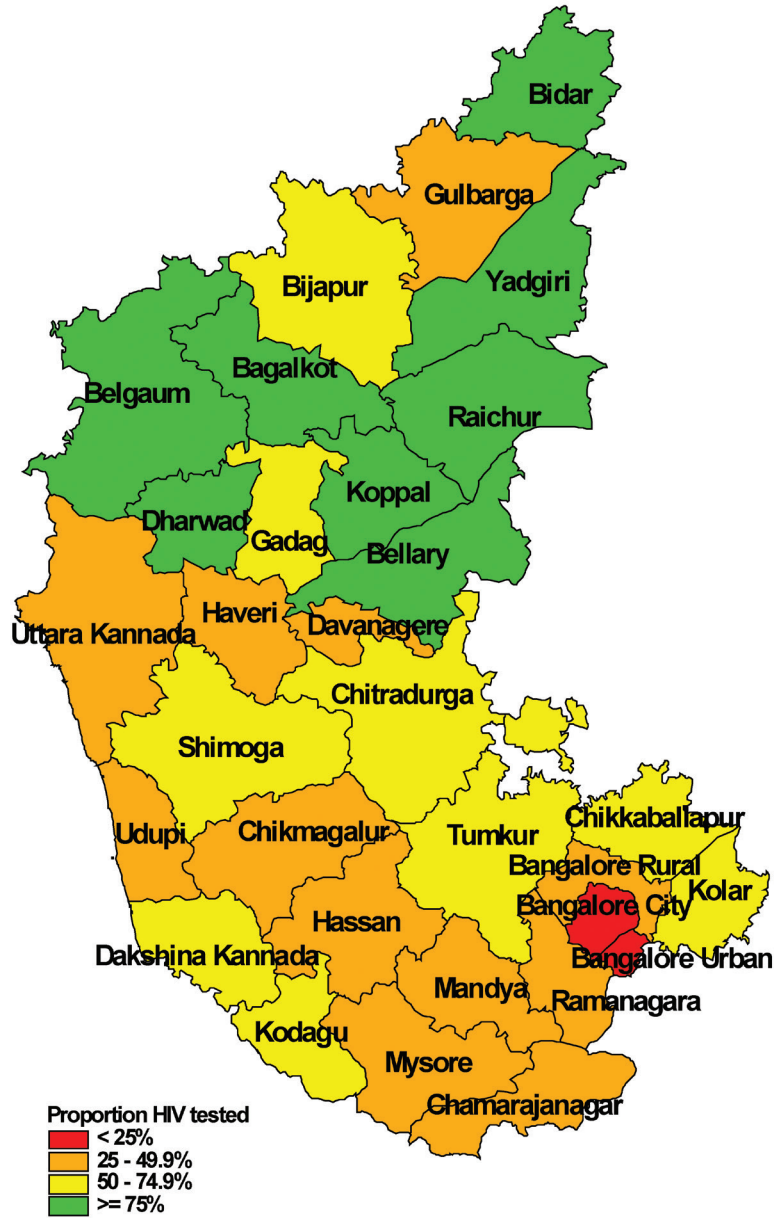 Bidar
Gulbarga
Yadgiri
Bijapur
Bagalkot
Belgaum
Raichur
Koppal
Dharwad
Gadag
Bellary
Haveri
Davanagere
Uttara Kannada
Chitradurga
Shimoga
Chikkaballapur
Udupi
Chikmagalur
Tumkur
Bangalore Rural
Kolar
Bangalore City
Hassan
Dakshina Kannada
Bangalore Urban
Mandya
Ramanagara
Kodagu
Mysore
Chamarajanagar
Proportion HIV tested
< 25%
25 - 49.9%
50 - 74.9%
>= 75%